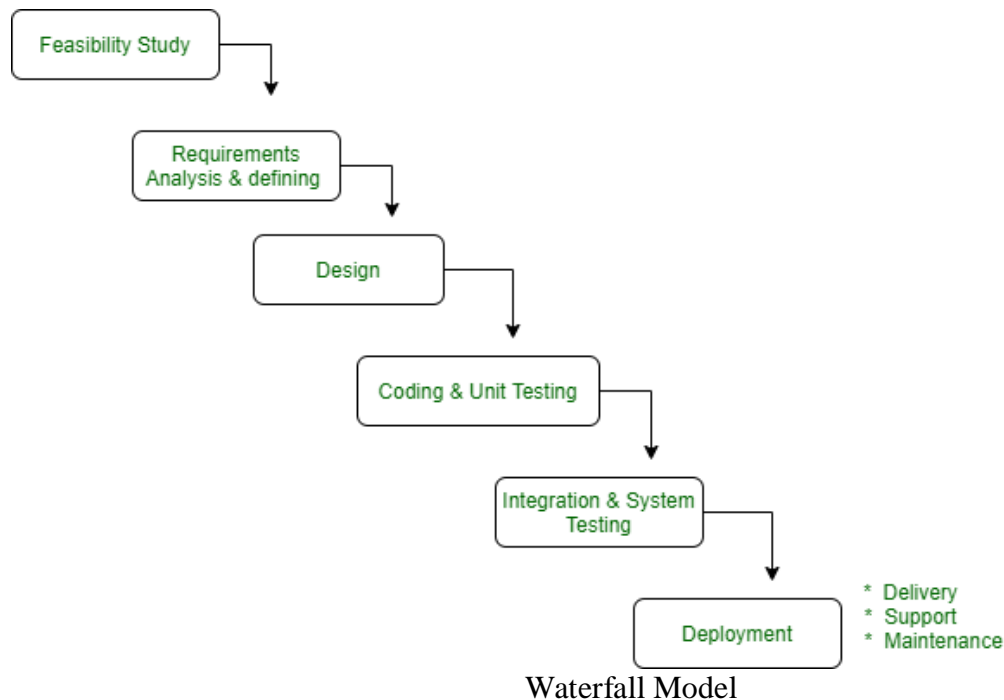 Feasibility Study
Requirements
Analysis & defining
Design
Coding & Unit Testing
Integration & System
Testing
Deployment
* Delivery
* Support
* Maintenance
Waterfall Model